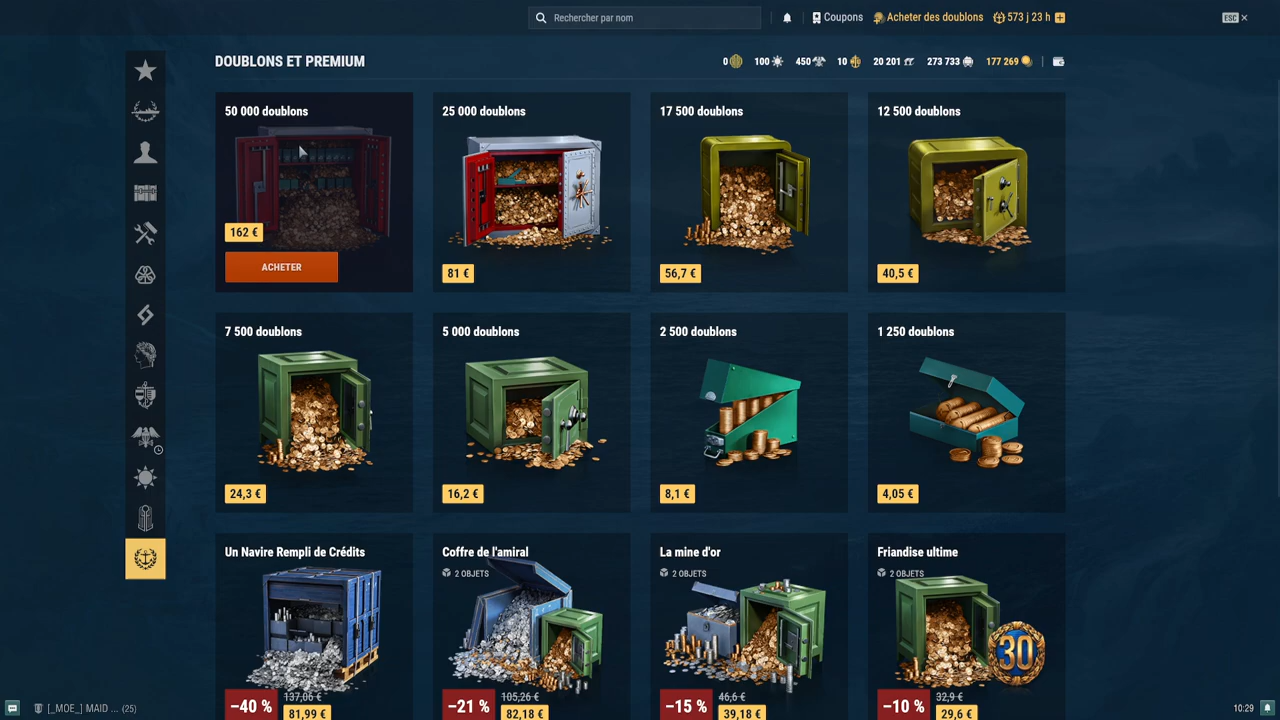 Rechercher par nom
Coupons
Acheter des doublons
573 j 23 h
ESC
DOUBLONS ET PREMIUM
0
100
450
10
20 201
273 733
177 269
50 000 doublons
162 €
ACHETER
25 000 doublons
81 €
17 500 doublons
56,7 €
12 500 doublons
40,5 €
7 500 doublons
24,3 €
5 000 doublons
16,2 €
2 500 doublons
8,1 €
1 250 doublons
4,05 €
Un Navire Rempli de Crédits
−40 %
137,06 €
81,99 €
Coffre de l'amiral
2 OBJETS
−21 %
105,26 €
82,18 €
La mine d'or
2 OBJETS
−15 %
46,6 €
39,18 €
Friandise ultime
2 OBJETS
30
−10 %
32,9 €
29,6 €
[_MOE_] MAID ... (25)
10:29